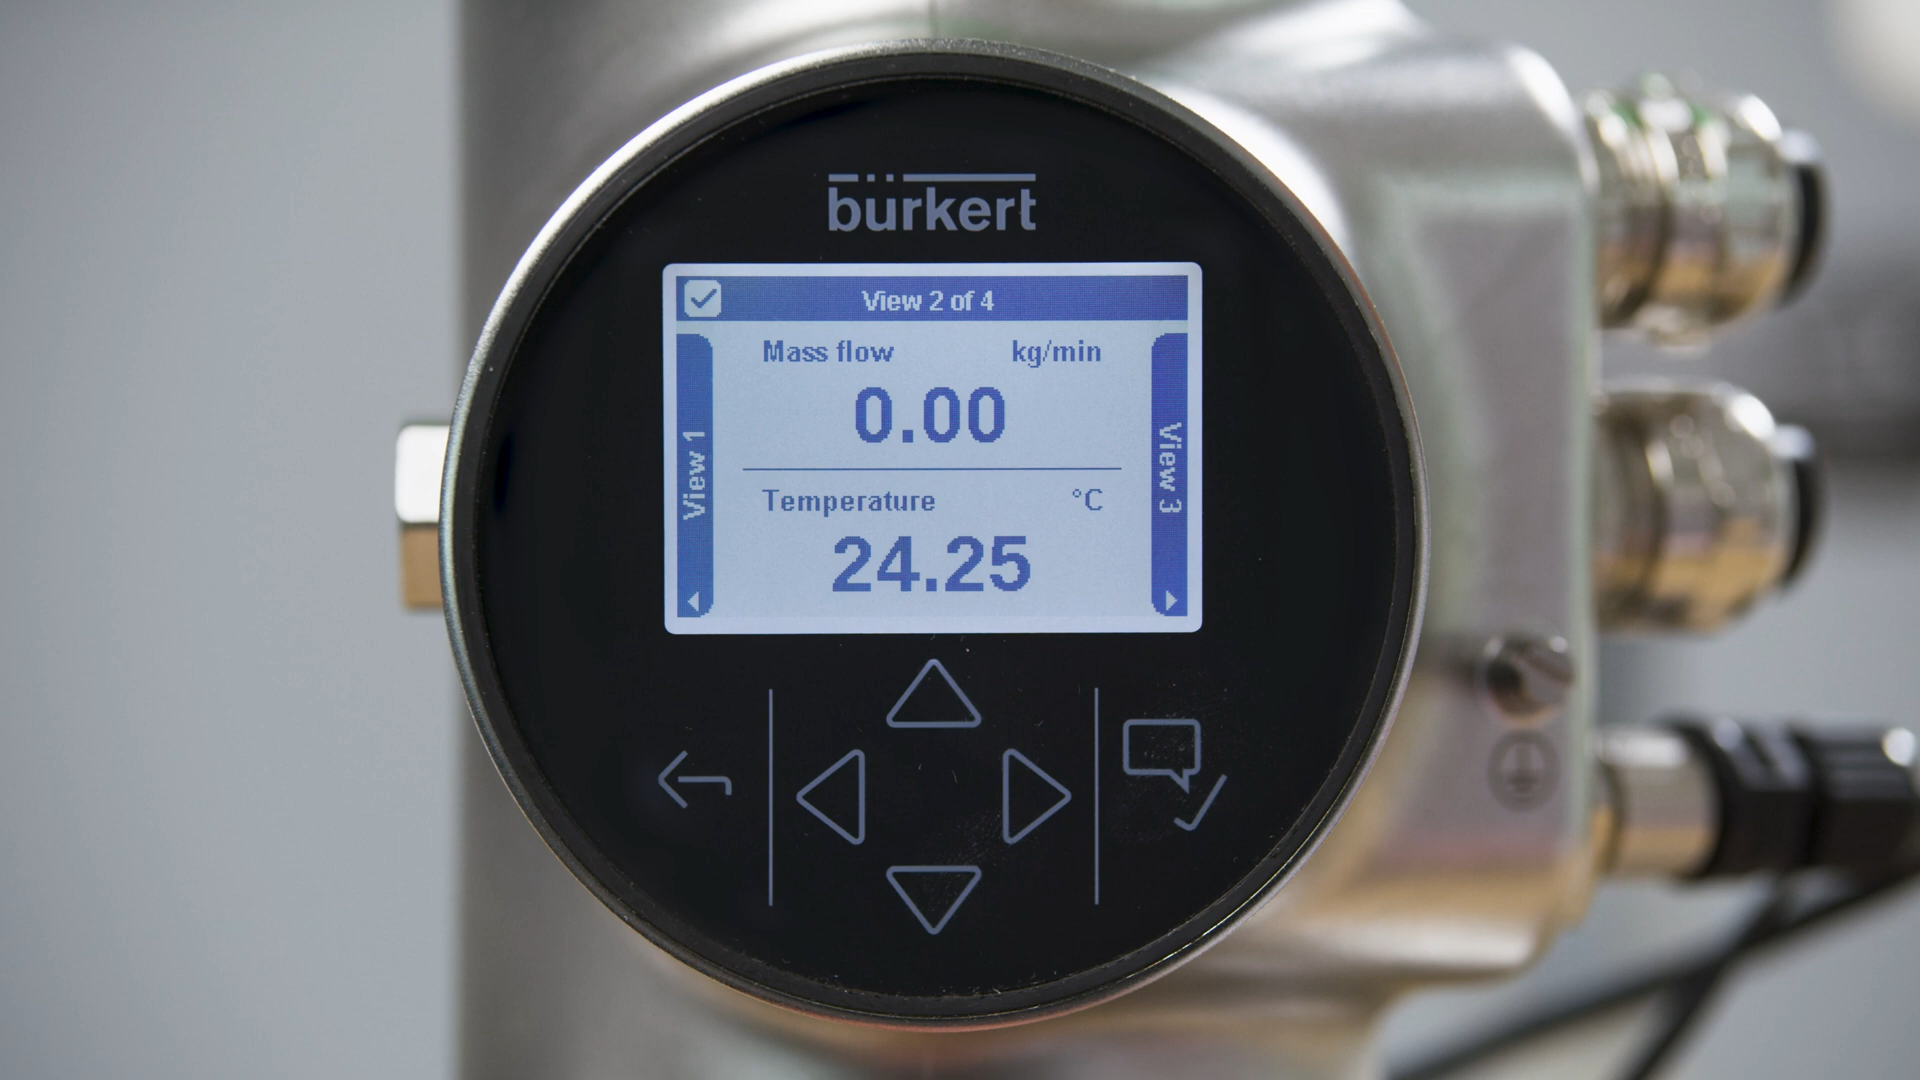 bürkert
View 2 of 4
Mass flow kg/min
0.00
Temperature °C
24.25
View 1
View 3